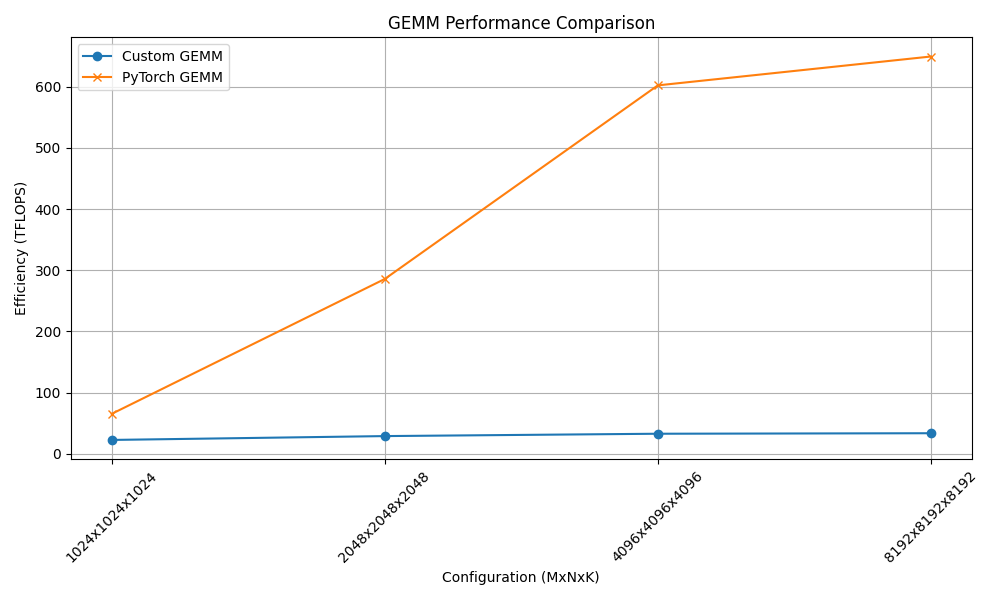 GEMM Performance Comparison
Custom GEMM
PyTorch GEMM
Efficiency (TFLOPS)
600
500
400
300
200
100
0
1024x1024x1024
2048x2048x2048
4096x4096x4096
8192x8192x8192
Configuration (MxNxK)